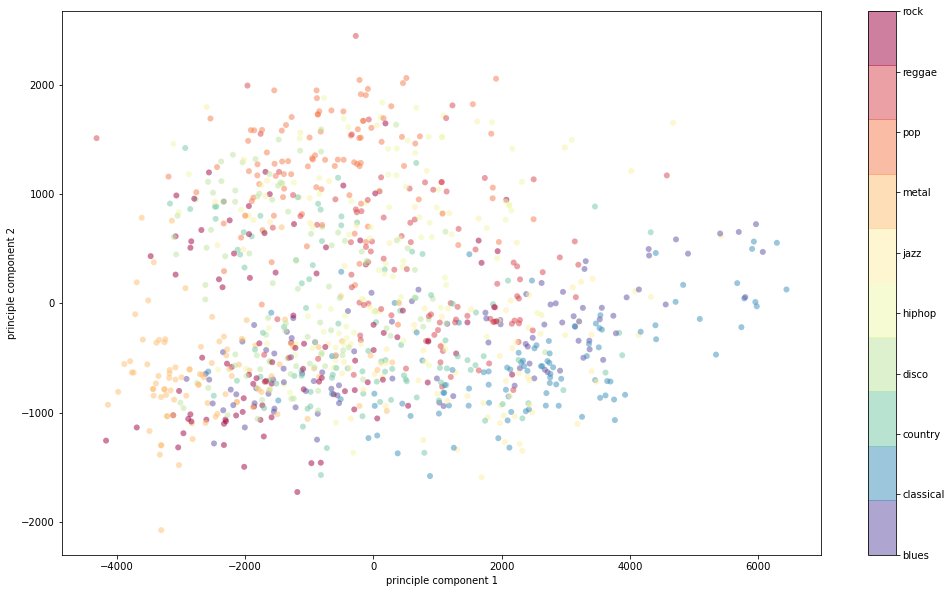 2000
1000
0
−1000
−2000
principle component 2
−4000
−2000
0
2000
4000
6000
principle component 1
rock
reggae
pop
metal
jazz
hiphop
disco
country
classical
blues